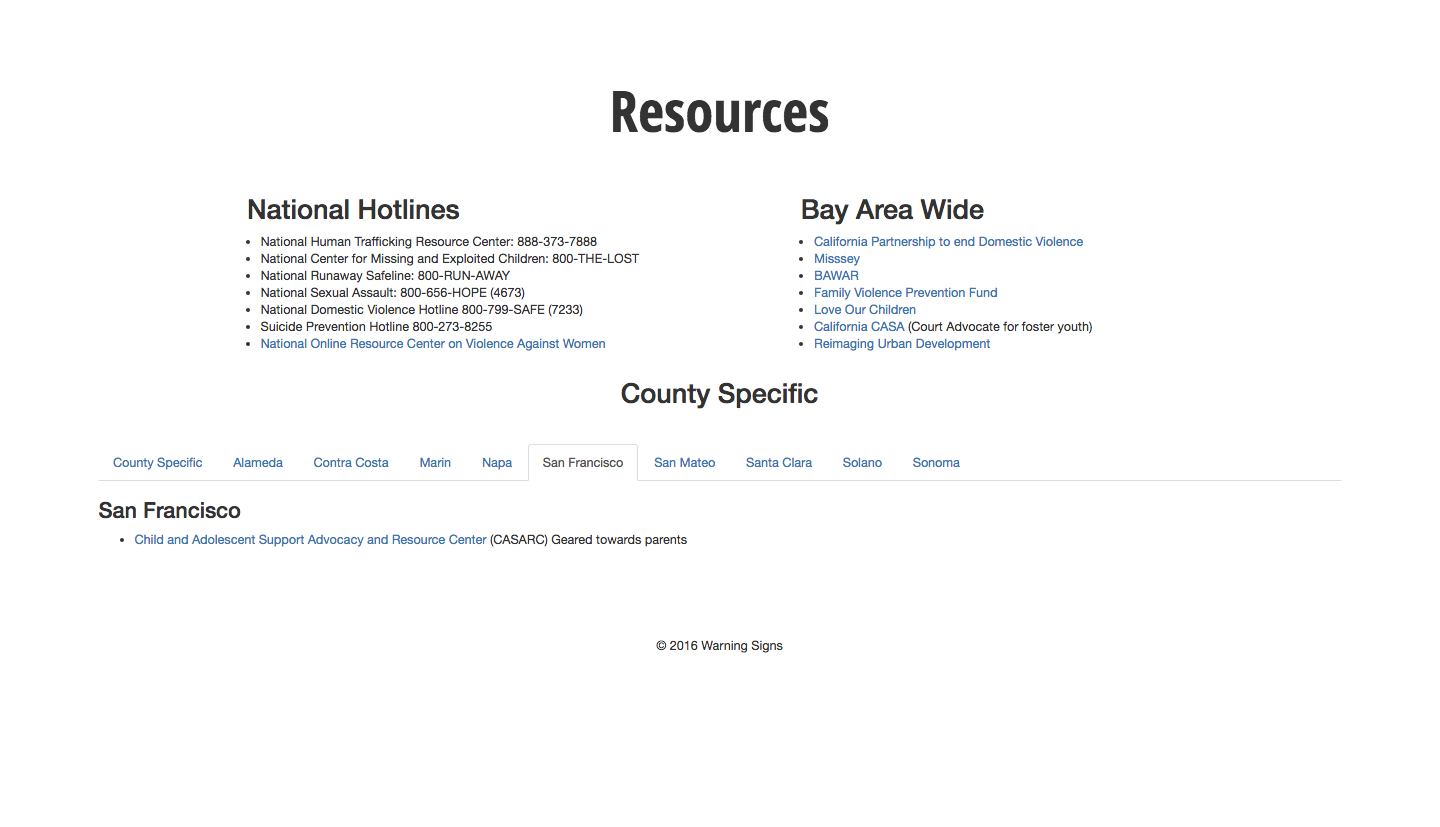 Resources
National Hotlines
National Human Trafficking Resource Center: 888-373-7888
National Center for Missing and Exploited Children: 800-THE-LOST
National Runaway Safeline: 800-RUN-AWAY
National Sexual Assault: 800-656-HOPE (4673)
National Domestic Violence Hotline 800-799-SAFE (7233)
Suicide Prevention Hotline 800-273-8255
National Online Resource Center on Violence Against Women
Bay Area Wide
California Partnership to end Domestic Violence
Misssey
BAWAR
Family Violence Prevention Fund
Love Our Children
California CASA (Court Advocate for foster youth)
Reimaging Urban Development
County Specific
County Specific Alameda Contra Costa Marin Napa San Francisco San Mateo Santa Clara Solano Sonoma
San Francisco
Child and Adolescent Support Advocacy and Resource Center (CASARC) Geared towards parents
© 2016 Warning Signs